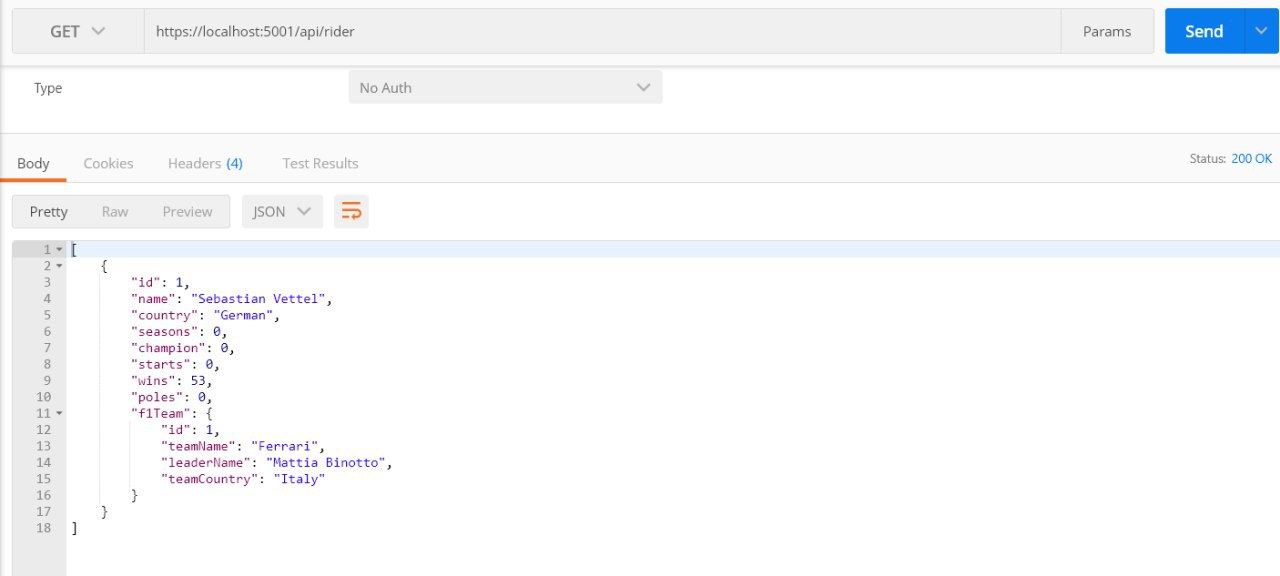 GET https://localhost:5001/api/rider Params Send
Type No Auth
Body Cookies Headers (4) Test Results Status: 200 OK
Pretty Raw Preview JSON
1 [
2 {
3 "id": 1,
4 "name": "Sebastian Vettel",
5 "country": "German",
6 "seasons": 0,
7 "champion": 0,
8 "starts": 0,
9 "wins": 53,
10 "poles": 0,
11 "f1Team": {
12 "id": 1,
13 "teamName": "Ferrari",
14 "leaderName": "Mattia Binotto",
15 "teamCountry": "Italy"
16 }
17 }
18 ]